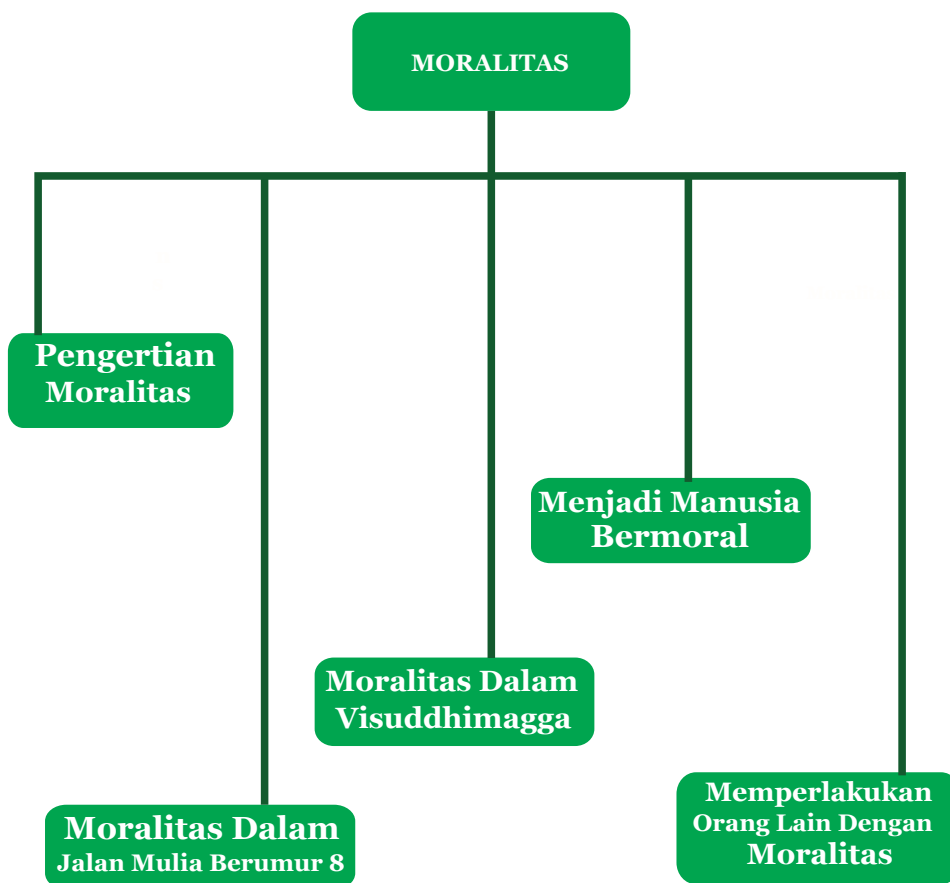 MORALITAS
Pengertian
Moralitas
Menjadi Manusia
Bermoral
Moralitas Dalam
Visuddhimagga
Memperlakukan
Orang Lain Dengan
Moralitas
Moralitas Dalam
Jalan Mulia Berumur 8